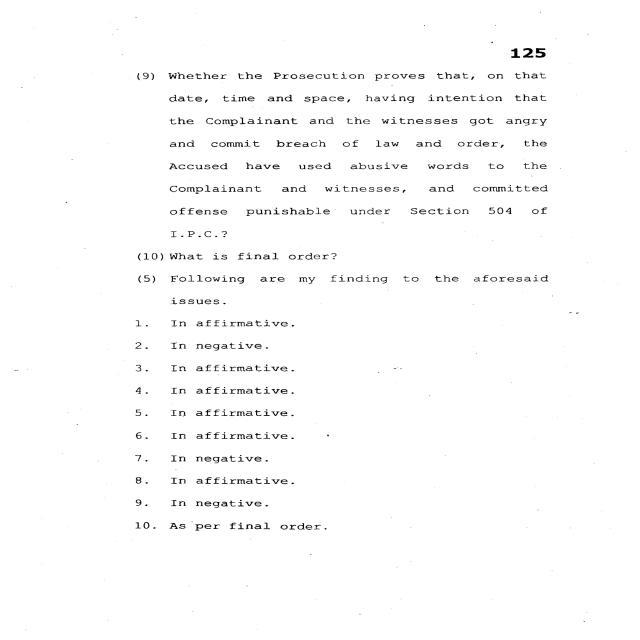 125
(9) Whether the Prosecution proves that, on that
date, time and space, having intention that
the Complainant and the witnesses got angry
and commit breach of law and order, the
Accused have used abusive words to the
Complainant and witnesses, and committed
offense punishable under Section 504 of
I.P.C.?
(10) What is final order?
(5) Following are my finding to the aforesaid
issues.
1. In affirmative.
2. In negative.
3. In affirmative.
4. In affirmative.
5. In affirmative.
6. In affirmative.
7. In negative.
8. In affirmative.
9. In negative.
10. As per final order.